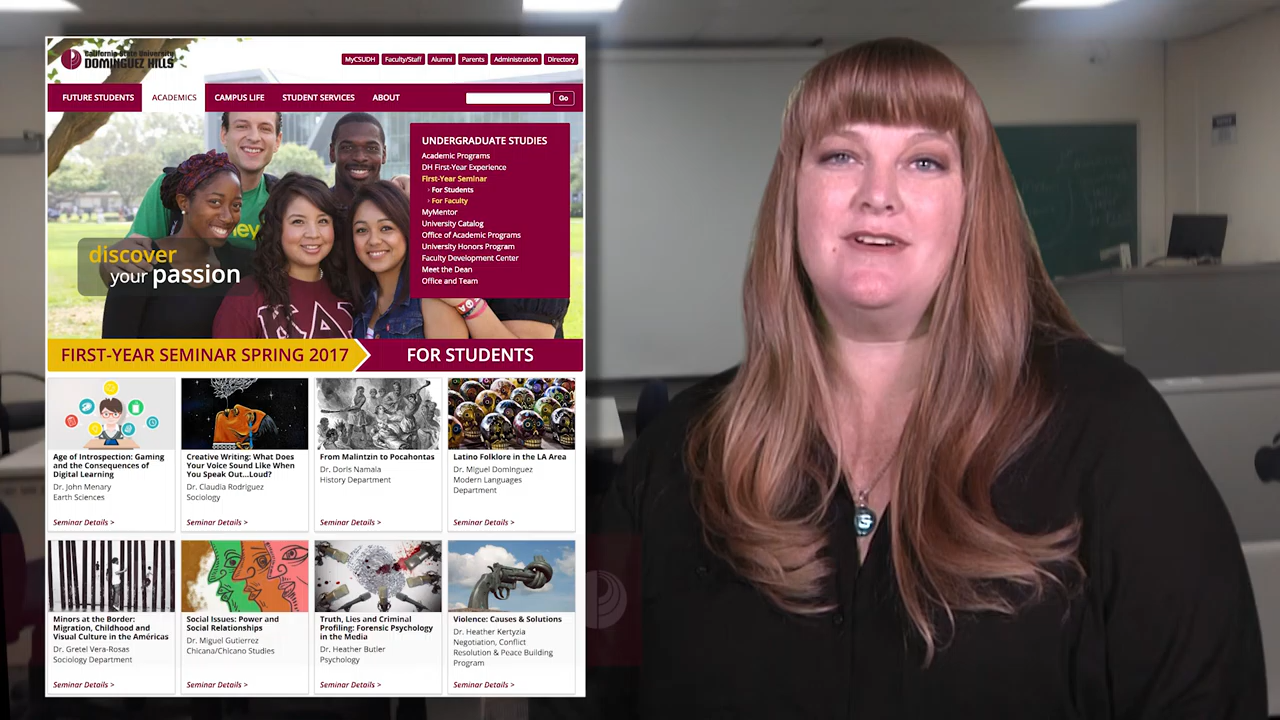 California State University
DOMINGUEZ HILLS
MyCSUDH
Faculty/Staff
Alumni
Parents
Administration
Directory
FUTURE STUDENTS
ACADEMICS
CAMPUS LIFE
STUDENT SERVICES
ABOUT
Go
discover
your passion
ΚΑ
UNDERGRADUATE STUDIES
Academic Programs
DH First-Year Experience
First-Year Seminar
› For Students
› For Faculty
MyMentor
University Catalog
Office of Academic Programs
University Honors Program
Faculty Development Center
Meet the Dean
Office and Team
FIRST-YEAR SEMINAR SPRING 2017
FOR STUDENTS
Age of Introspection: Gaming
and the Consequences of
Digital Learning
Dr. John Menary
Earth Sciences
Seminar Details >
Creative Writing: What Does
Your Voice Sound Like When
You Speak Out...Loud?
Dr. Claudia Rodriguez
Sociology
Seminar Details >
From Malintzin to Pocahontas
Dr. Doris Namala
History Department
Seminar Details >
Latino Folklore in the LA Area
Dr. Miguel Domínguez
Modern Languages
Department
Seminar Details >
Minors at the Border:
Migration, Childhood and
Visual Culture in the Américas
Dr. Gretel Vera-Rosas
Sociology Department
Seminar Details >
Social Issues: Power and
Social Relationships
Dr. Miguel Gutierrez
Chicana/Chicano Studies
Seminar Details >
Truth, Lies and Criminal
Profiling: Forensic Psychology
in the Media
Dr. Heather Butler
Psychology
Seminar Details >
Violence: Causes & Solutions
Dr. Heather Kertyzia
Negotiation, Conflict
Resolution & Peace Building
Program
Seminar Details >